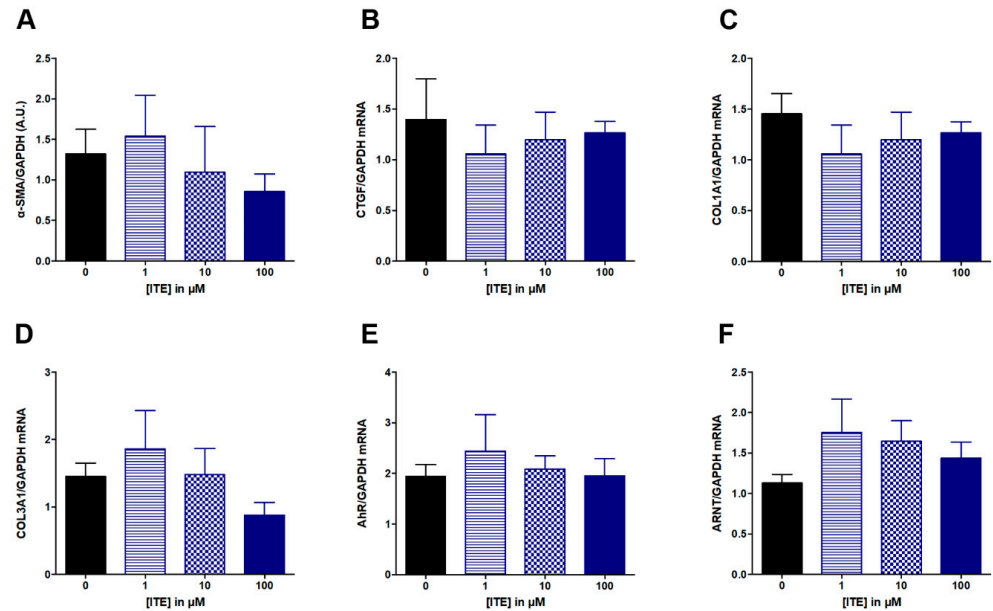 A
α-SMA/GAPDH (A.U.)
2.5
2.0
1.5
1.0
0.5
0.0
0 1 10 100
[ITE] in µM
B
CTGF/GAPDH mRNA
2.0
1.5
1.0
0.5
0.0
0 1 10 100
[ITE] in µM
C
COL1A1/GAPDH mRNA
2.0
1.5
1.0
0.5
0.0
0 1 10 100
[ITE] in µM
D
COL3A1/GAPDH mRNA
3
2
1
0
0 1 10 100
[ITE] in µM
E
AhR/GAPDH mRNA
4
3
2
1
0
0 1 10 100
[ITE] in µM
F
ARNT/GAPDH mRNA
2.5
2.0
1.5
1.0
0.5
0.0
0 1 10 100
[ITE] in µM